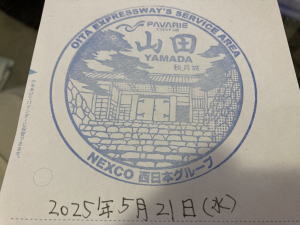 OITA EXPRESSWAY'S SERVICE AREA
PAVARIE
山田
YAMADA
秋月城
NEXCO 西日本グループ
2025年5月21日(水)